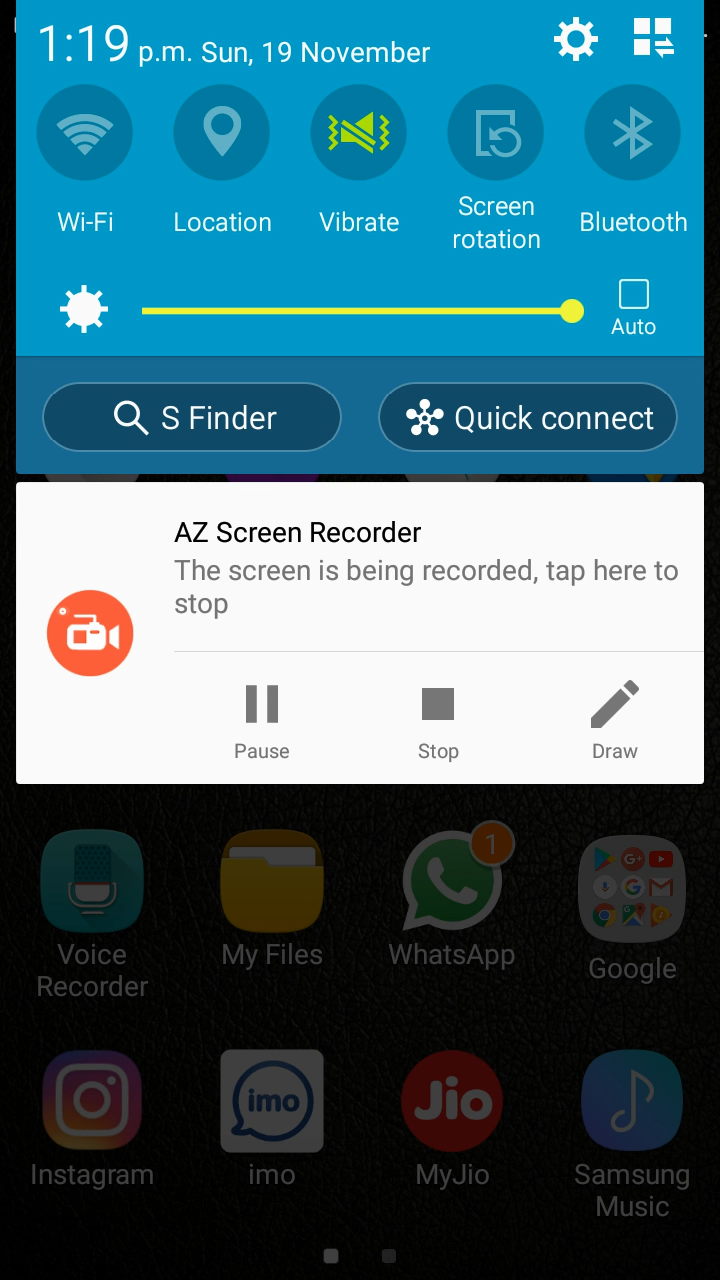 1:19 p.m. Sun, 19 November
Wi-Fi
Location
Vibrate
Screen
rotation
Bluetooth
Auto
S Finder
Quick connect
AZ Screen Recorder
The screen is being recorded, tap here to
stop
Pause
Stop
Draw
1
Voice
Recorder
My Files
WhatsApp
G+
G
Google
imo
Jio
Instagram
imo
MyJio
Samsung
Music